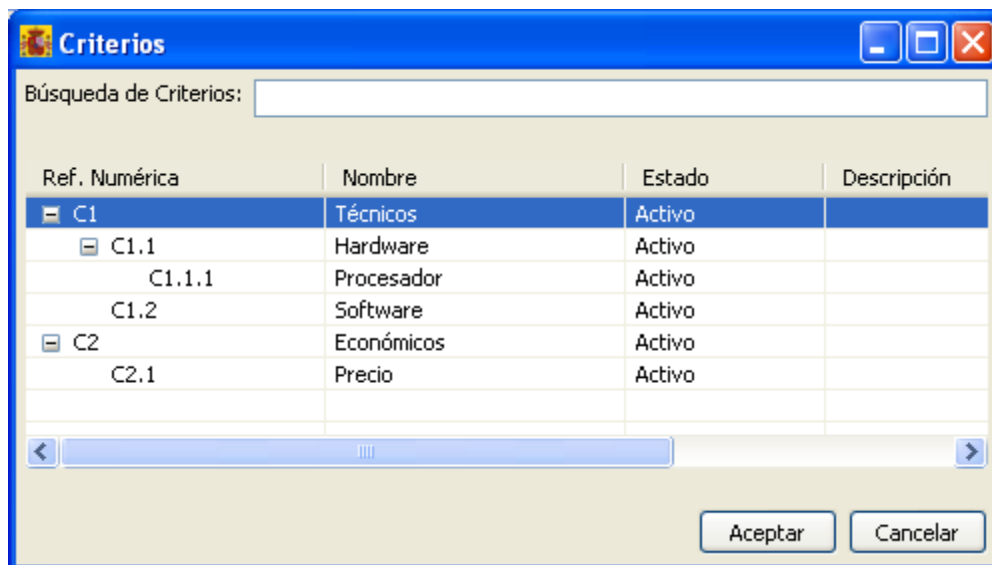 Criterios
Búsqueda de Criterios:
Ref. Numérica Nombre Estado Descripción
C1 Técnicos Activo
C1.1 Hardware Activo
C1.1.1 Procesador Activo
C1.2 Software Activo
C2 Económicos Activo
C2.1 Precio Activo
Aceptar Cancelar